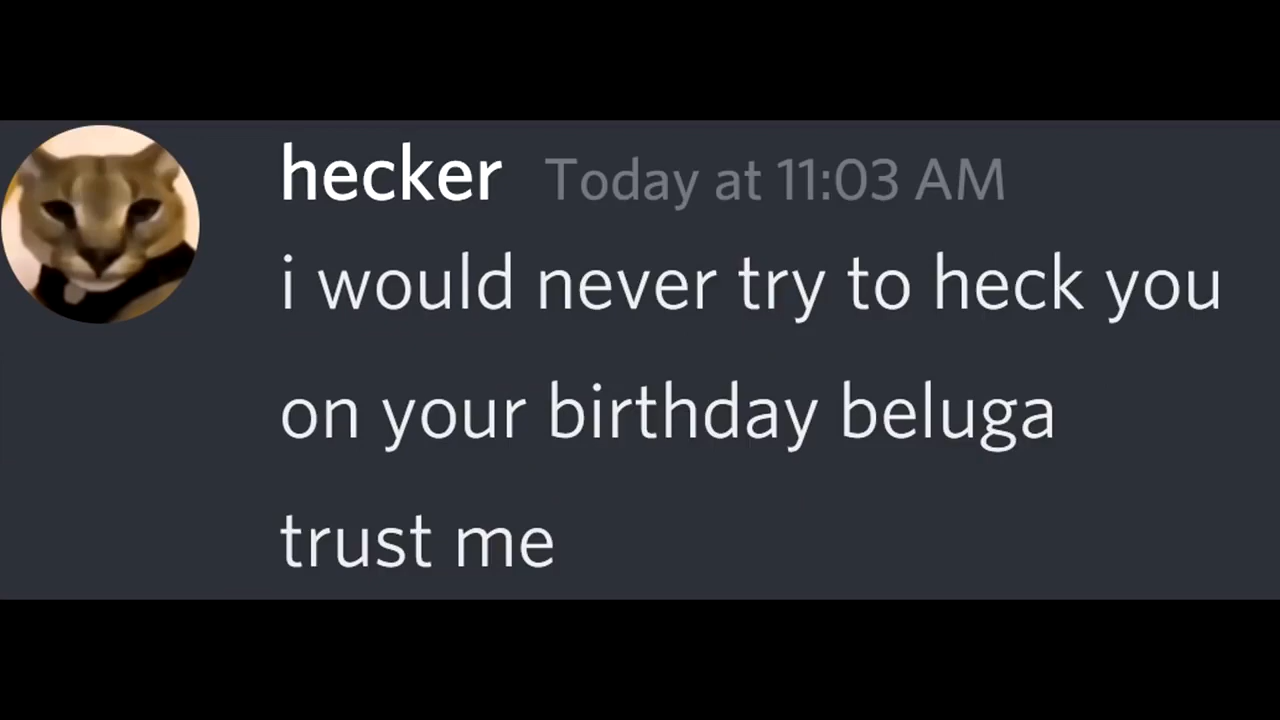 hecker Today at 11:03 AM
i would never try to heck you
on your birthday beluga
trust me